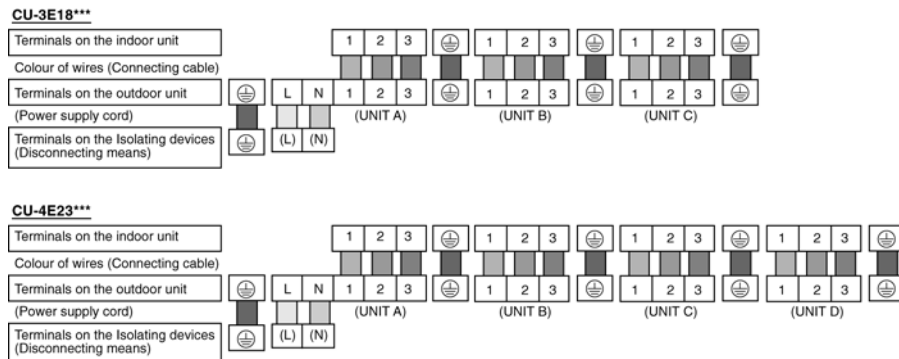 CU-3E18***
Terminals on the indoor unit 1 2 3 1 2 3 1 2 3
Colour of wires (Connecting cable)
Terminals on the outdoor unit L N 1 2 3 1 2 3 1 2 3
(Power supply cord) (UNIT A) (UNIT B) (UNIT C)
Terminals on the Isolating devices (L) (N)
(Disconnecting means)
CU-4E23***
Terminals on the indoor unit 1 2 3 1 2 3 1 2 3 1 2 3
Colour of wires (Connecting cable)
Terminals on the outdoor unit L N 1 2 3 1 2 3 1 2 3 1 2 3
(Power supply cord) (UNIT A) (UNIT B) (UNIT C) (UNIT D)
Terminals on the Isolating devices (L) (N)
(Disconnecting means)